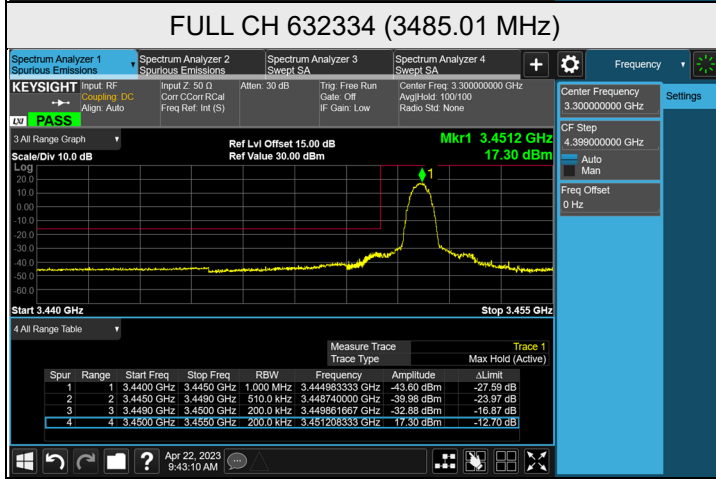 FULL CH 632334 (3485.01 MHz)
Spectrum Analyzer 1
Spurious Emissions
Spectrum Analyzer 2
Spurious Emissions
Spectrum Analyzer 3
Swept SA
Spectrum Analyzer 4
Swept SA
+
Frequency
KEYSIGHT
Input: RF
Coupling: DC
Align: Auto
Input Z: 50 Ω
Corr CCorr RCal
Freq Ref: Int (S)
Atten: 30 dB
Trig: Free Run
Gate: Off
IF Gain: Low
Center Freq: 3.300000000 GHz
Avg|Hold: 100/100
Radio Std: None
LXI PASS
Center Frequency
3.300000000 GHz
Settings
CF Step
4.399000000 GHz
Auto
Man
Freq Offset
0 Hz
3 All Range Graph
Scale/Div 10.0 dB
Ref Lvl Offset 15.00 dB
Ref Value 30.00 dBm
Mkr1 3.4512 GHz
17.30 dBm
Log
20.0
10.0
0.00
-10.0
-20.0
-30.0
-40.0
-50.0
-60.0
1
Start 3.440 GHz
Stop 3.455 GHz
4 All Range Table
Measure Trace Trace 1
Trace Type Max Hold (Active)
Spur Range Start Freq Stop Freq RBW Frequency Amplitude ΔLimit
1 1 3.4400 GHz 3.4450 GHz 1.000 MHz 3.444983333 GHz -43.60 dBm -27.59 dB
2 2 3.4450 GHz 3.4490 GHz 510.0 kHz 3.448740000 GHz -39.98 dBm -23.97 dB
3 3 3.4490 GHz 3.4500 GHz 200.0 kHz 3.449861667 GHz -32.88 dBm -16.87 dB
4 4 3.4500 GHz 3.4550 GHz 200.0 kHz 3.451208333 GHz 17.30 dBm -12.70 dB
?
Apr 22, 2023
9:43:10 AM